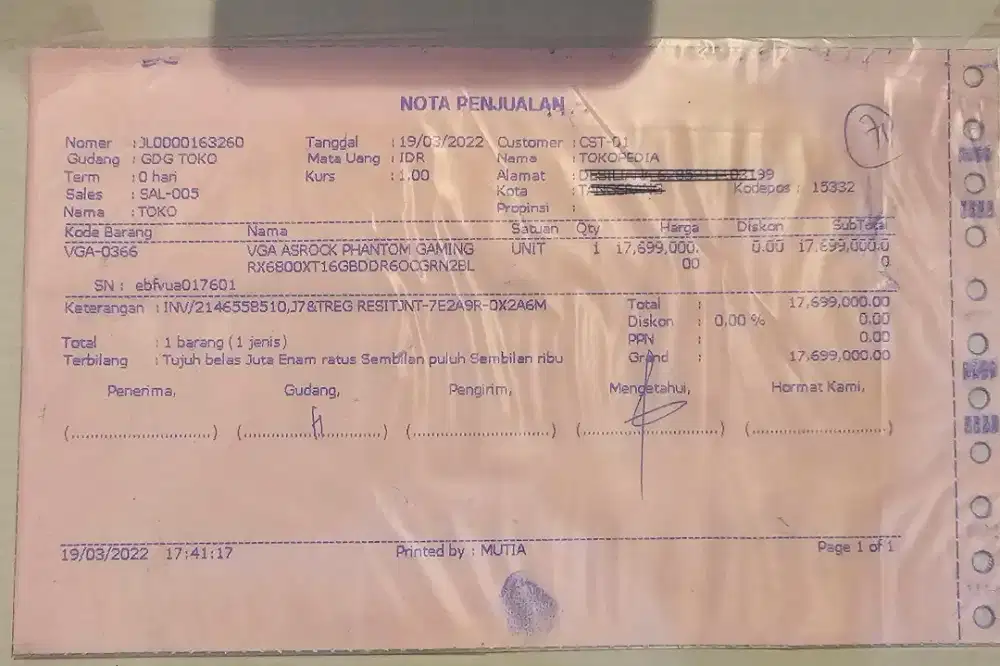 NOTA PENJUALAN
Nomer : JL0000163260 Tanggal : 19/03/2022 Customer : CST-01
Gudang : GDG TOKO Mata Uang : IDR Nama : TOKOPEDIA
Term : 0 hari Kurs : 1.00 Alamat :
Sales : SAL-005 Kota : Kodepos : 15332
Nama : TOKO Propinsi :
Kode Barang Nama Satuan Qty Harga Diskon SubTotal
VGA-0366 VGA ASROCK PHANTOM GAMING UNIT 1 17,699,000. 0.00 17,699,000.0
RX6800XT16GBDDR6OCGRN2BL 00 0
SN : ebfvua017601
Keterangan : INV/2146558510,J7&TREG RESITJNT-7E2A9R-0X2A6M Total : 17,699,000.00
Diskon : 0,00 % 0.00
Total : 1 barang (1 jenis) PPN : 0.00
Terbilang : Tujuh belas Juta Enam ratus Sembilan puluh Sembilan ribu Grand : 17,699,000.00
Penerima, Gudang, Pengirim, Mengetahui, Hormat Kami,
19/03/2022 17:41:17 Printed by : MUTIA Page 1 of 1